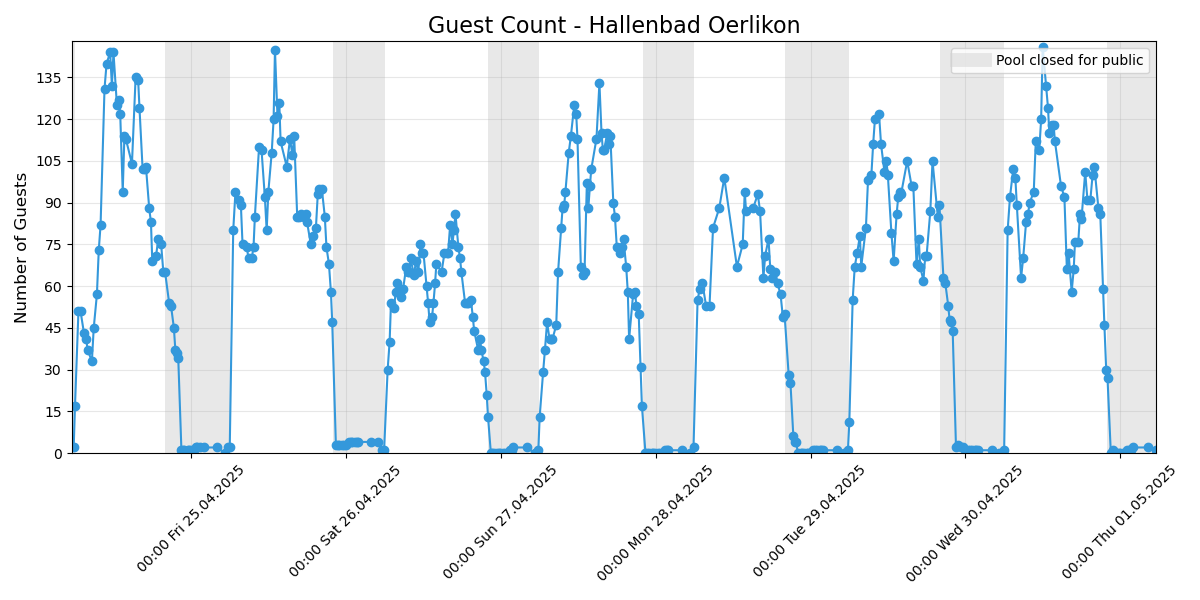 Guest Count - Hallenbad Oerlikon
Pool closed for public
Number of Guests
135
120
105
90
75
60
45
30
15
0
00:00 Fri 25.04.2025
00:00 Sat 26.04.2025
00:00 Sun 27.04.2025
00:00 Mon 28.04.2025
00:00 Tue 29.04.2025
00:00 Wed 30.04.2025
00:00 Thu 01.05.2025